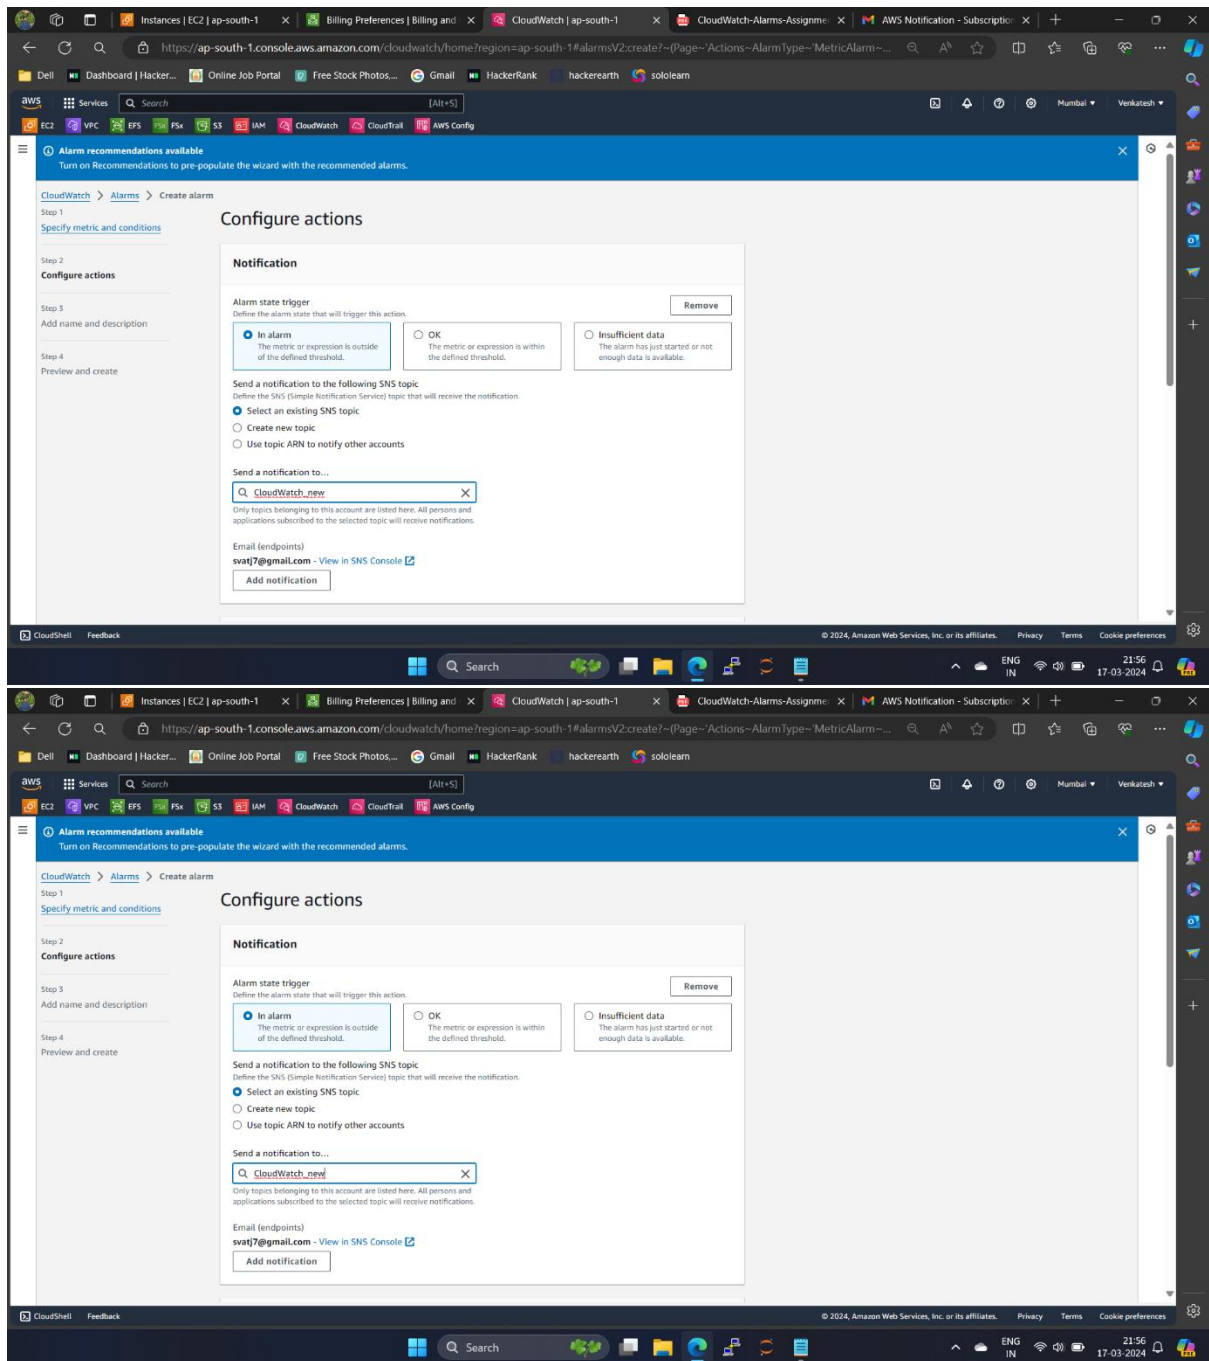 Instances | EC2 | ap-south-1
Billing Preferences | Billing and
CloudWatch | ap-south-1
CloudWatch-Alarms-Assignme
AWS Notification - Subscription
https://ap-south-1.console.aws.amazon.com/cloudwatch/home?region=ap-south-1#alarmsV2:create?~(Page~'Actions~AlarmType~'MetricAlarm~...
Dell Dashboard | Hacker... Online Job Portal Free Stock Photos,... Gmail HackerRank hackerearth sololearn
aws Services Search [Alt+S] Mumbai Venkatesh
EC2 VPC EFS FSx S3 IAM CloudWatch CloudTrail AWS Config
Alarm recommendations available
Turn on Recommendations to pre-populate the wizard with the recommended alarms.
CloudWatch > Alarms > Create alarm
Step 1
Specify metric and conditions
Step 2
Configure actions
Step 3
Add name and description
Step 4
Preview and create
Configure actions
Notification
Alarm state trigger
Define the alarm state that will trigger this action.
Remove
In alarm
The metric or expression is outside
of the defined threshold.
OK
The metric or expression is within
the defined threshold.
Insufficient data
The alarm has just started or not
enough data is available.
Send a notification to the following SNS topic
Define the SNS (Simple Notification Service) topic that will receive the notification.
Select an existing SNS topic
Create new topic
Use topic ARN to notify other accounts
Send a notification to...
CloudWatch_new
Only topics belonging to this account are listed here. All persons and
applications subscribed to the selected topic will receive notifications.
Email (endpoints)
svatj7@gmail.com - View in SNS Console
Add notification
CloudShell Feedback © 2024, Amazon Web Services, Inc. or its affiliates. Privacy Terms Cookie preferences
Search
ENG
IN
21:56
17-03-2024
Instances | EC2 | ap-south-1
Billing Preferences | Billing and
CloudWatch | ap-south-1
CloudWatch-Alarms-Assignme
AWS Notification - Subscription
https://ap-south-1.console.aws.amazon.com/cloudwatch/home?region=ap-south-1#alarmsV2:create?~(Page~'Actions~AlarmType~'MetricAlarm~...
Dell Dashboard | Hacker... Online Job Portal Free Stock Photos,... Gmail HackerRank hackerearth sololearn
aws Services Search [Alt+S] Mumbai Venkatesh
EC2 VPC EFS FSx S3 IAM CloudWatch CloudTrail AWS Config
Alarm recommendations available
Turn on Recommendations to pre-populate the wizard with the recommended alarms.
CloudWatch > Alarms > Create alarm
Step 1
Specify metric and conditions
Step 2
Configure actions
Step 3
Add name and description
Step 4
Preview and create
Configure actions
Notification
Alarm state trigger
Define the alarm state that will trigger this action.
Remove
In alarm
The metric or expression is outside
of the defined threshold.
OK
The metric or expression is within
the defined threshold.
Insufficient data
The alarm has just started or not
enough data is available.
Send a notification to the following SNS topic
Define the SNS (Simple Notification Service) topic that will receive the notification.
Select an existing SNS topic
Create new topic
Use topic ARN to notify other accounts
Send a notification to...
CloudWatch_new
Only topics belonging to this account are listed here. All persons and
applications subscribed to the selected topic will receive notifications.
Email (endpoints)
svatj7@gmail.com - View in SNS Console
Add notification
CloudShell Feedback © 2024, Amazon Web Services, Inc. or its affiliates. Privacy Terms Cookie preferences
Search
ENG
IN
21:56
17-03-2024